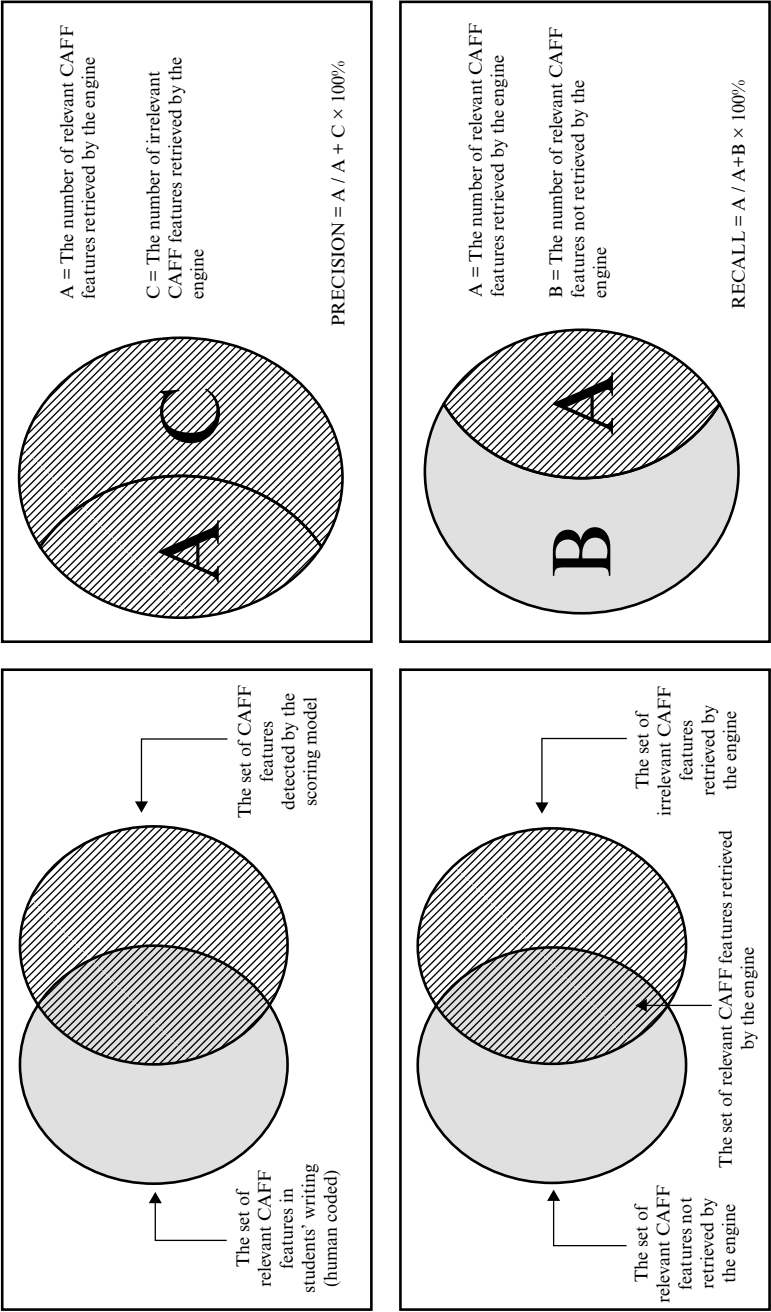 The set of
relevant CAFF
features in
students' writing
(human coded)
The set of CAFF
features
detected by the
scoring model
A
C
A = The number of relevant CAFF
features retrieved by the engine
C = The number of irrelevant
CAFF features retrieved by the
engine
PRECISION = A / A + C × 100%
The set of
relevant CAFF
features not
retrieved by
the engine
The set of relevant CAFF features retrieved
by the engine
The set of
irrelevant CAFF
features
retrieved by
the engine
B
A
A = The number of relevant CAFF
features retrieved by the engine
B = The number of relevant CAFF
features not retrieved by the
engine
RECALL = A / A+B × 100%